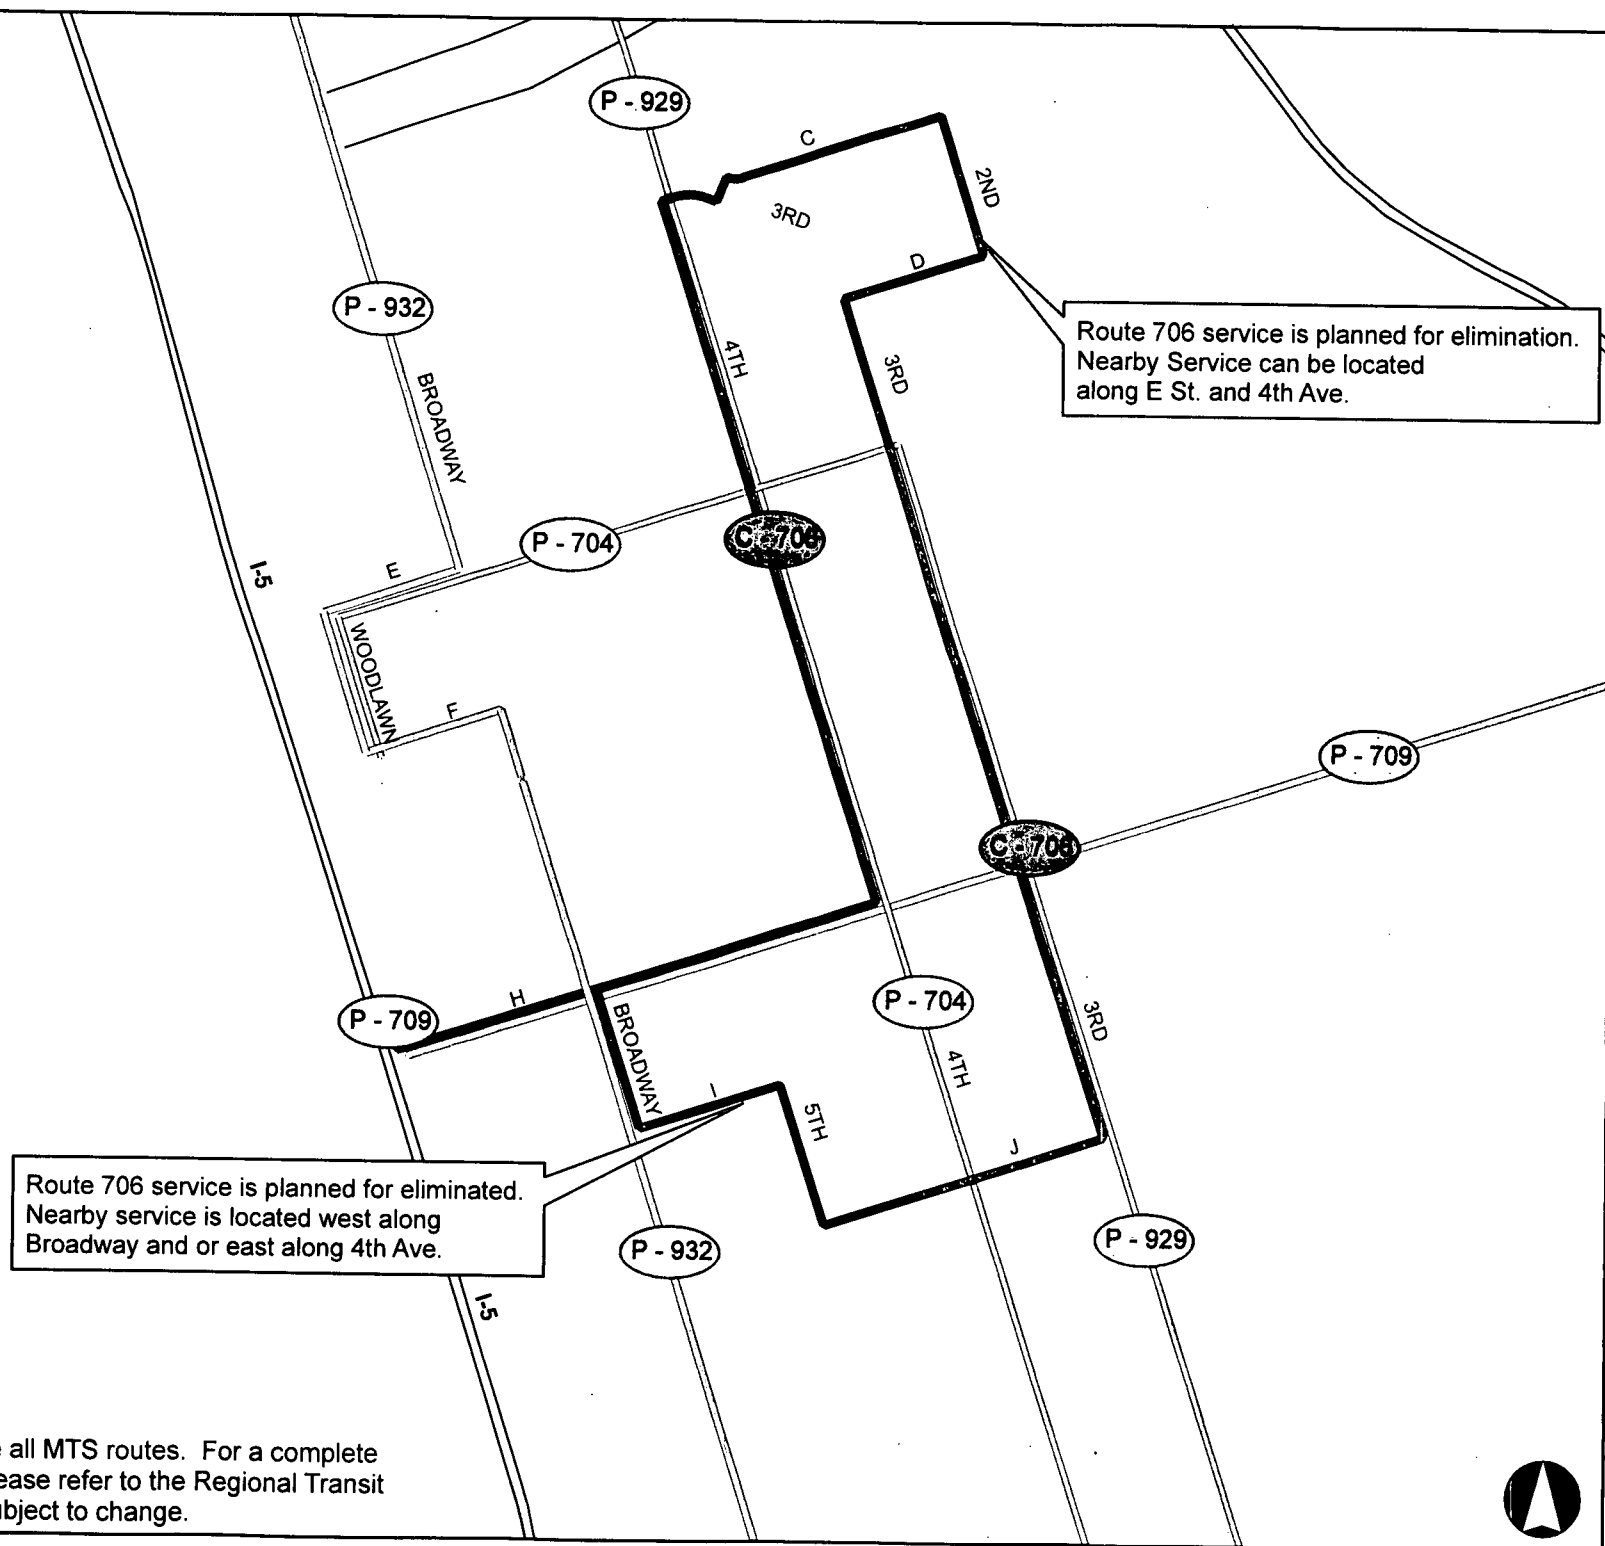 P - 929
C
2ND
3RD
D
P - 932
Route 706 service is planned for elimination.
Nearby Service can be located
along E St. and 4th Ave.
4TH
3RD
BROADWAY
P - 704
C - 706
E
I-5
WOODLAWN
F
P - 709
C - 706
H
P - 709
BROADWAY
P - 704
3RD
4TH
I
5TH
J
Route 706 service is planned for eliminated.
Nearby service is located west along
Broadway and or east along 4th Ave.
P - 932
P - 929
I-5
all MTS routes. For a complete
ease refer to the Regional Transit
bject to change.